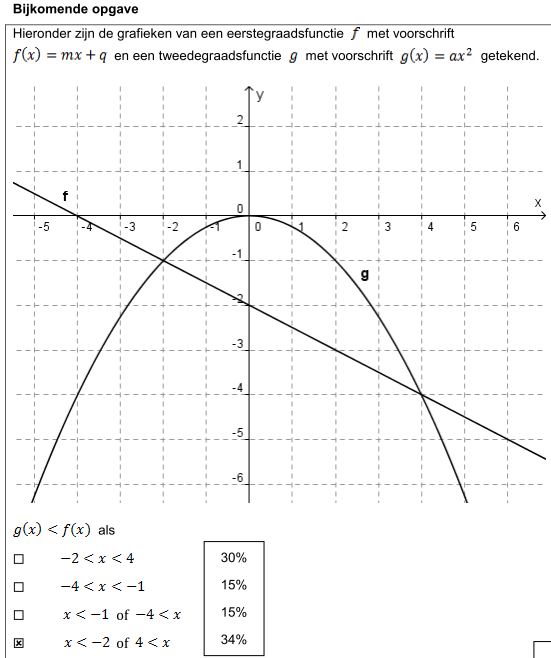 Bijkomende opgave
Hieronder zijn de grafieken van een eerstegraadsfunctie f met voorschrift
f(x) = mx + q en een tweedegraadsfunctie g met voorschrift g(x) = ax² getekend.
y
2
1
f
x
0
-5 -4 -3 -2 -1 0 1 2 3 4 5 6
-1
g
-2
-3
-4
-5
-6
g(x) < f(x) als
☐ −2 < x < 4 30%
☐ −4 < x < −1 15%
☐ x < −1 of −4 < x 15%
☒ x < −2 of 4 < x 34%